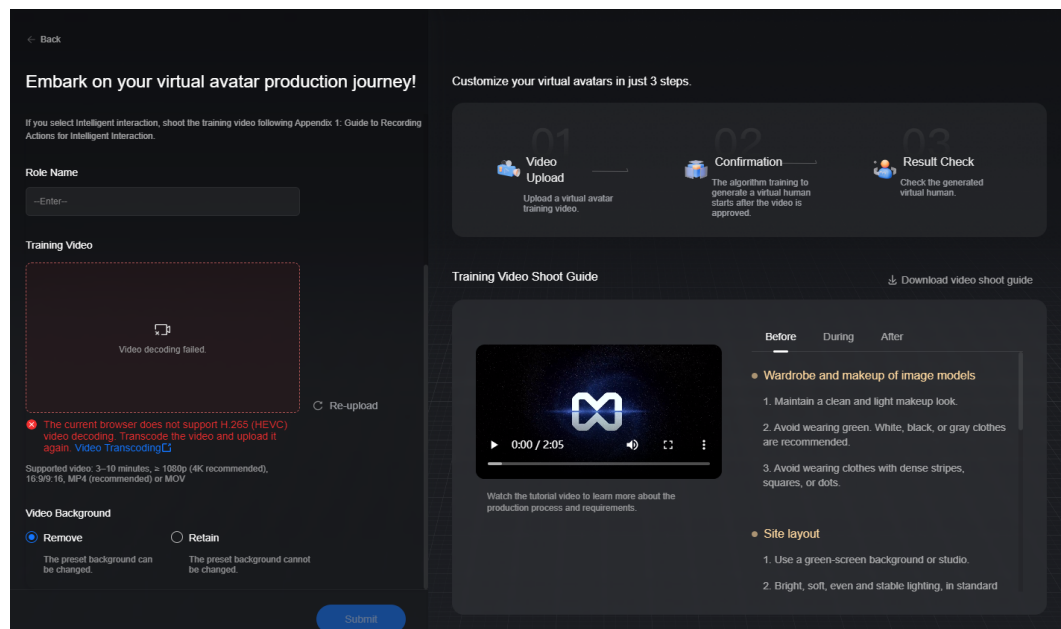 ← Back
Embark on your virtual avatar production journey!
If you select Intelligent interaction, shoot the training video following Appendix 1: Guide to Recording
Actions for Intelligent Interaction.
Role Name
--Enter--
Training Video
Video decoding failed.
Re-upload
The current browser does not support H.265 (HEVC)
video decoding. Transcode the video and upload it
again. Video Transcoding
Supported video: 3–10 minutes, ≥ 1080p (4K recommended),
16:9/9:16, MP4 (recommended) or MOV
Video Background
Remove
The preset background can
be changed.
Retain
The preset background cannot
be changed.
Submit
Customize your virtual avatars in just 3 steps.
01
Video
Upload
Upload a virtual avatar
training video.
02
Confirmation
The algorithm training to
generate a virtual human
starts after the video is
approved.
03
Result Check
Check the generated
virtual human.
Training Video Shoot Guide
Download video shoot guide
0:00 / 2:05
Watch the tutorial video to learn more about the
production process and requirements.
Before During After
Wardrobe and makeup of image models
1. Maintain a clean and light makeup look.
2. Avoid wearing green. White, black, or gray clothes
are recommended.
3. Avoid wearing clothes with dense stripes,
squares, or dots.
Site layout
1. Use a green-screen background or studio.
2. Bright, soft, even and stable lighting, in standard